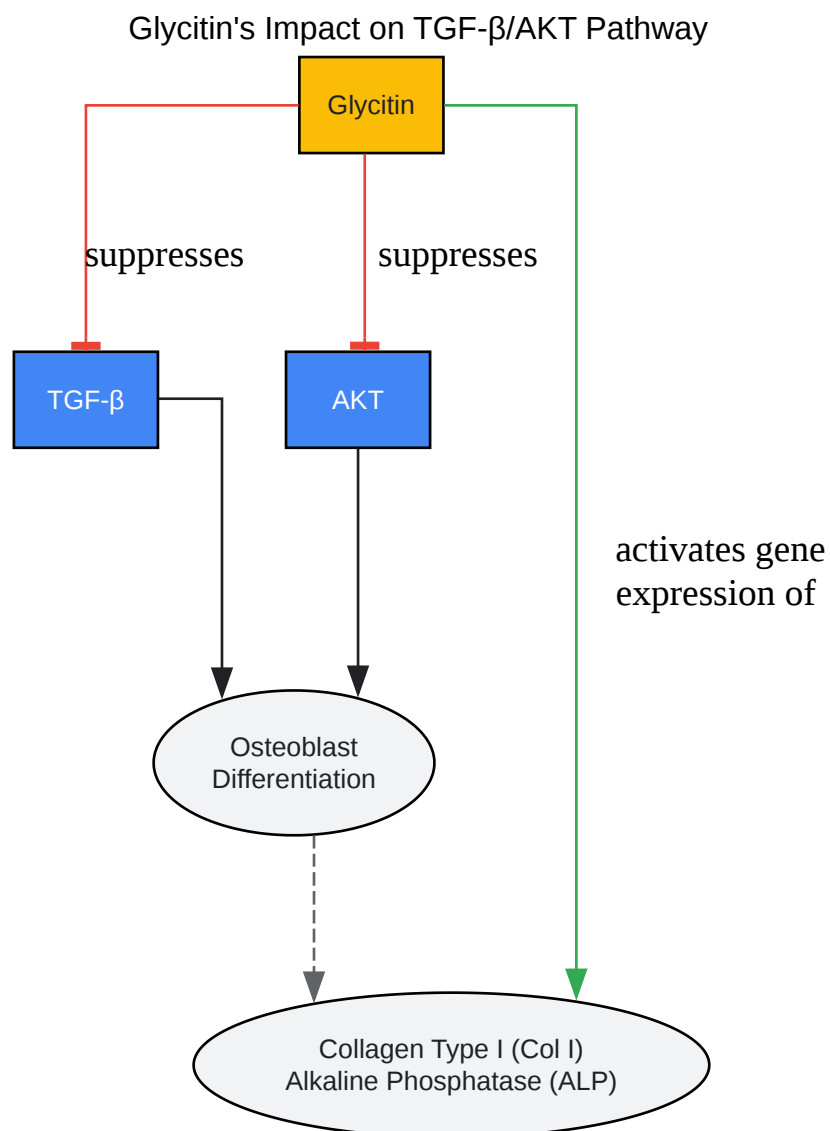 Glycitin's Impact on TGF-β/AKT Pathway
Glycitin
suppresses
suppresses
TGF-β
AKT
activates gene
expression of
Osteoblast
Differentiation
Collagen Type I (Col I)
Alkaline Phosphatase (ALP)